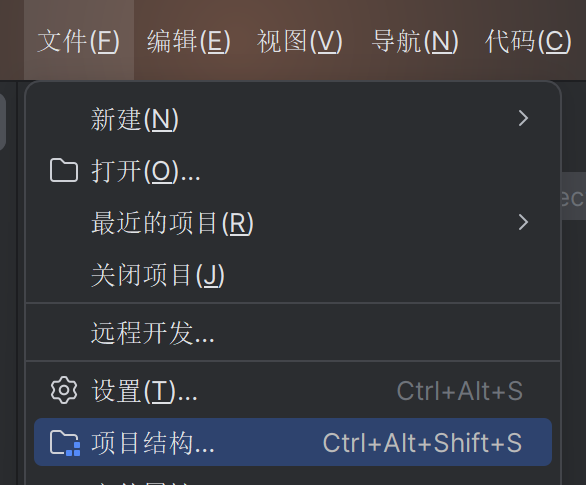 文件(F) 编辑(E) 视图(V) 导航(N) 代码(C)
新建(N)
打开(O)...
最近的项目(R)
关闭项目(J)
远程开发...
设置(T)... Ctrl+Alt+S
项目结构... Ctrl+Alt+Shift+S